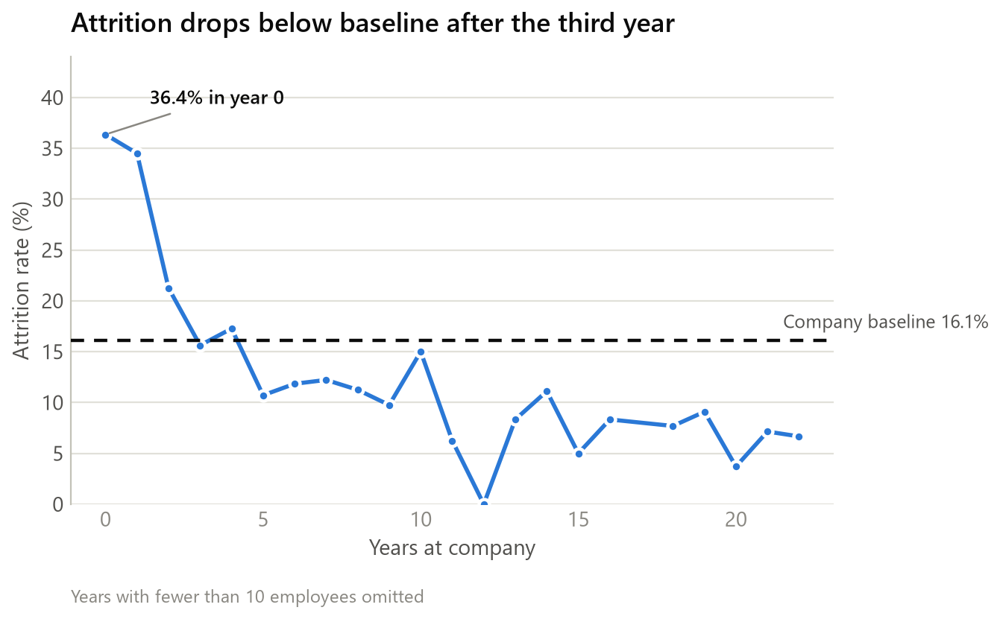 Attrition drops below baseline after the third year
36.4% in year 0
40
35
30
25
20
15
10
5
0
Attrition rate (%)
Company baseline 16.1%
0 5 10 15 20
Years at company
Years with fewer than 10 employees omitted